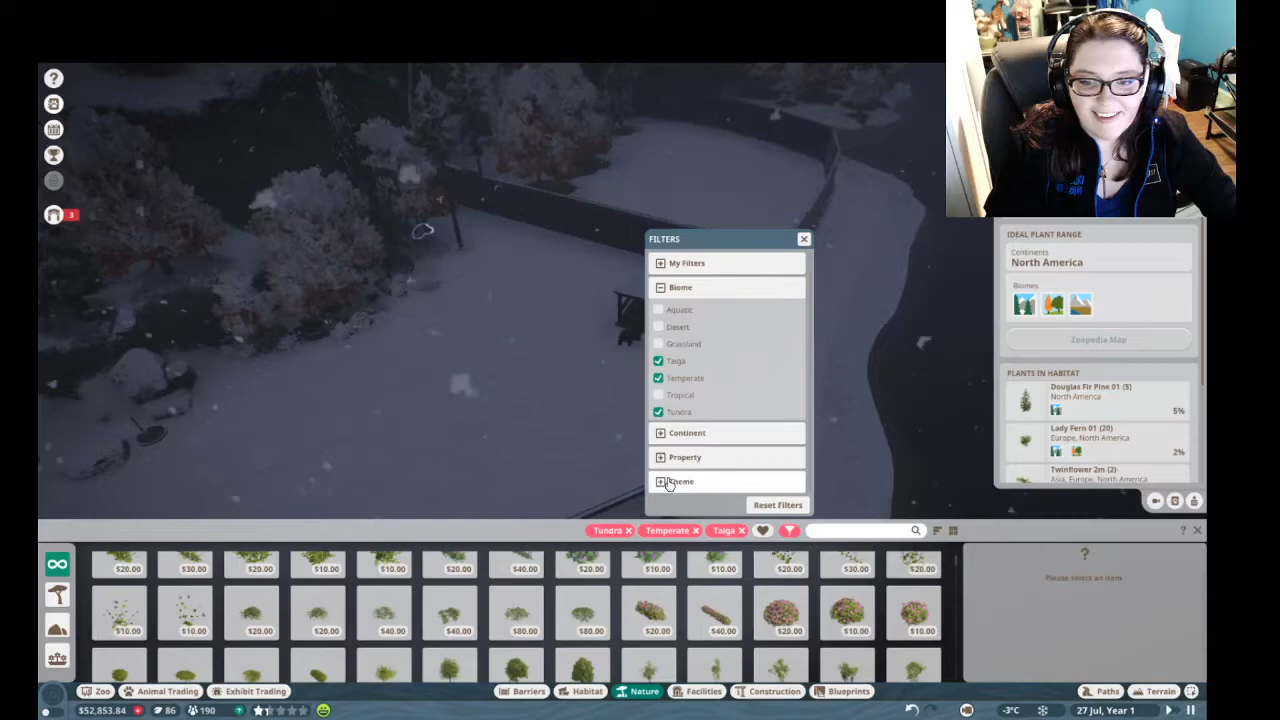 FILTERS
My Filters
Biome
Aquatic
Desert
Grassland
Taiga
Temperate
Tropical
Tundra
Continent
Property
Reset Filters
3
IDEAL PLANT RANGE
Continents
North America
Biomes
Zoopedia Map
PLANTS IN HABITAT
Douglas Fir Pine 01 (5)
North America
5%
Lady Fern 01 (20)
Europe, North America
2%
Twinflower 2m (2)
Asia, Europe, North America
Tundra × Temperate × Taiga ×
$20.00 $30.00 $20.00 $10.00 $10.00 $20.00 $40.00 $20.00 $10.00 $10.00 $20.00 $30.00 $20.00
$10.00 $10.00 $20.00 $20.00 $40.00 $40.00 $80.00 $80.00 $20.00 $40.00 $20.00 $10.00 $10.00
?
Please select an item
Zoo Animal Trading Exhibit Trading Barriers Habitat Nature Facilities Construction Blueprints Paths Terrain
$52,853.84 86 190 1 -3°C 27 Jul, Year 1